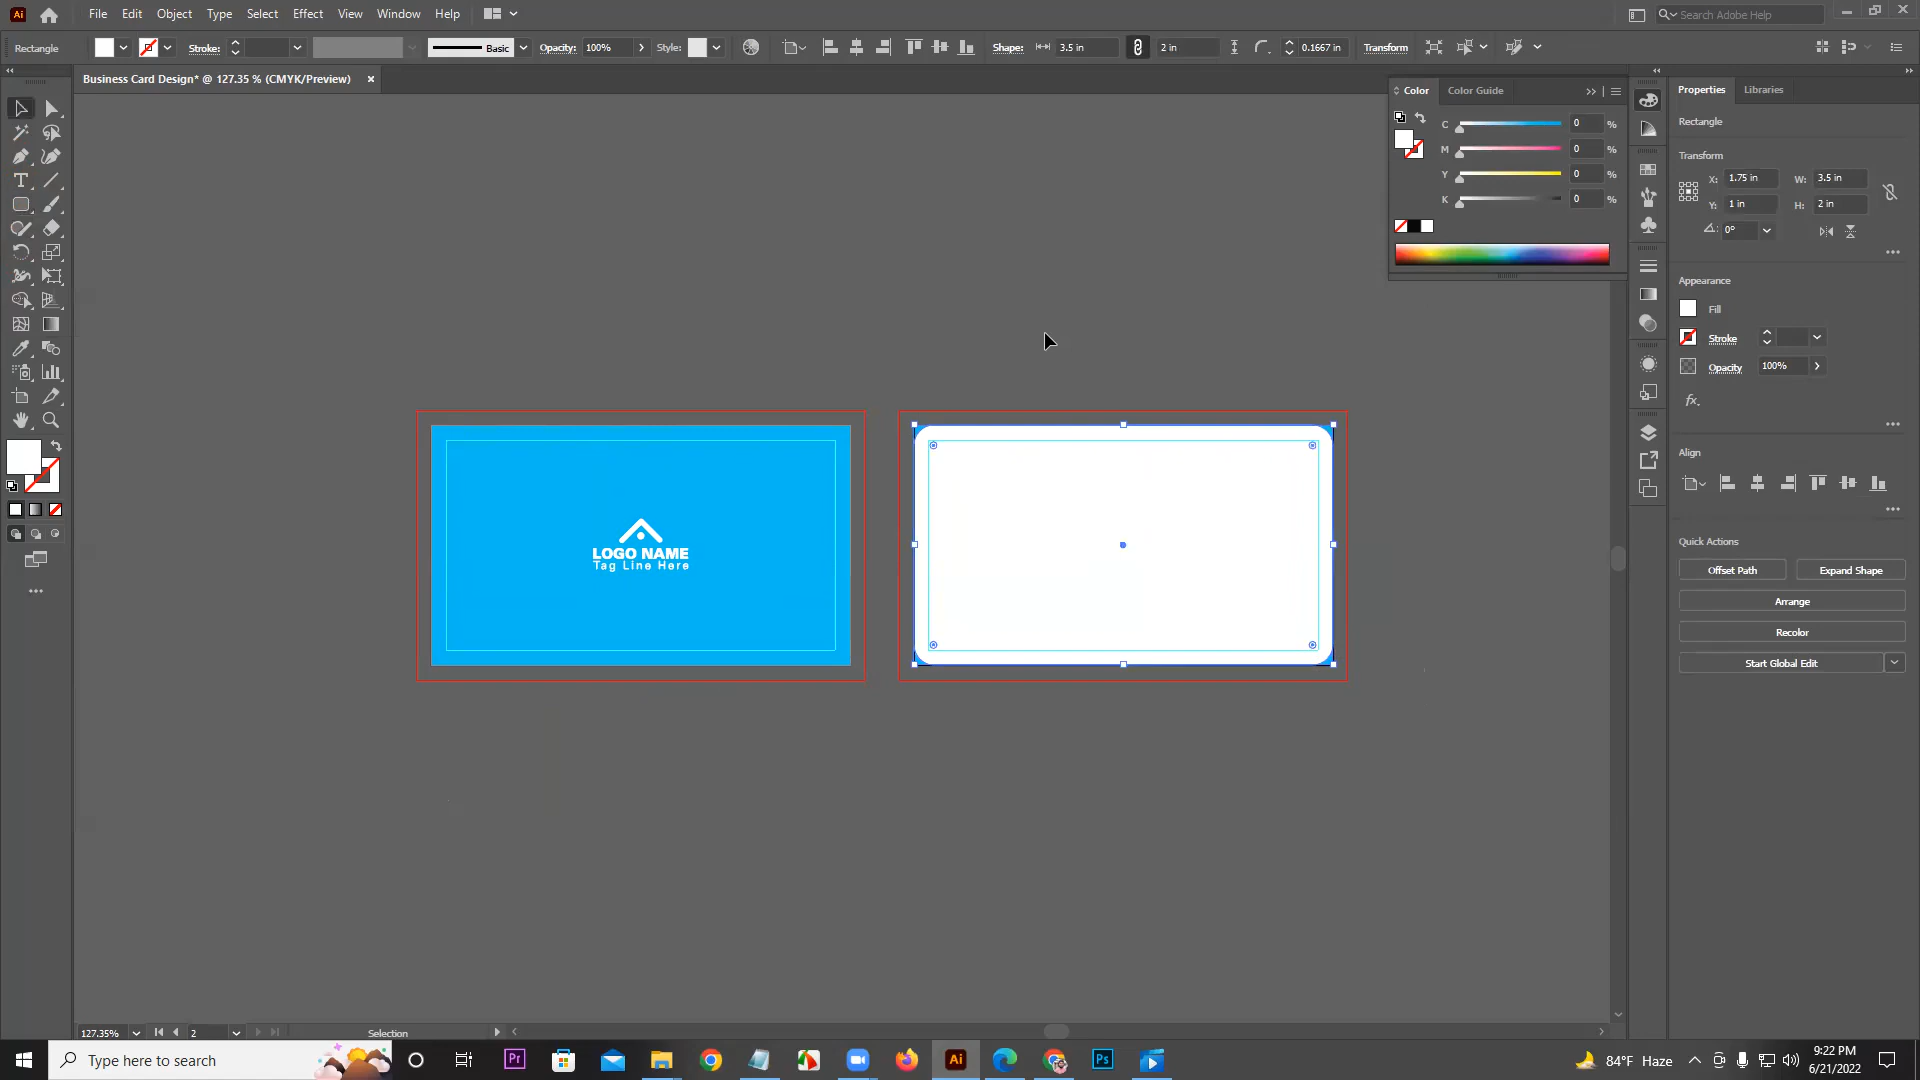 Ai File Edit Object Type Select Effect View Window Help Search Adobe Help
Rectangle Stroke: Basic Opacity: 100% Style: Shape: 3.5 in 2 in 0.1667 in Transform
Business Card Design* @ 127.35 % (CMYK/Preview)
Color Color Guide
C 0 %
M 0 %
Y 0 %
K 0 %
Properties Libraries
Rectangle
Transform
X: 1.75 in W: 3.5 in
Y: 1 in H: 2 in
0°
Appearance
Fill
Stroke
Opacity 100%
fx.
Align
Quick Actions
Offset Path Expand Shape
Arrange
Recolor
Start Global Edit
LOGO NAME
Tag Line Here
127.35% 2 Selection
Type here to search
Pr Ai Ps
84°F Haze
9:22 PM
6/21/2022